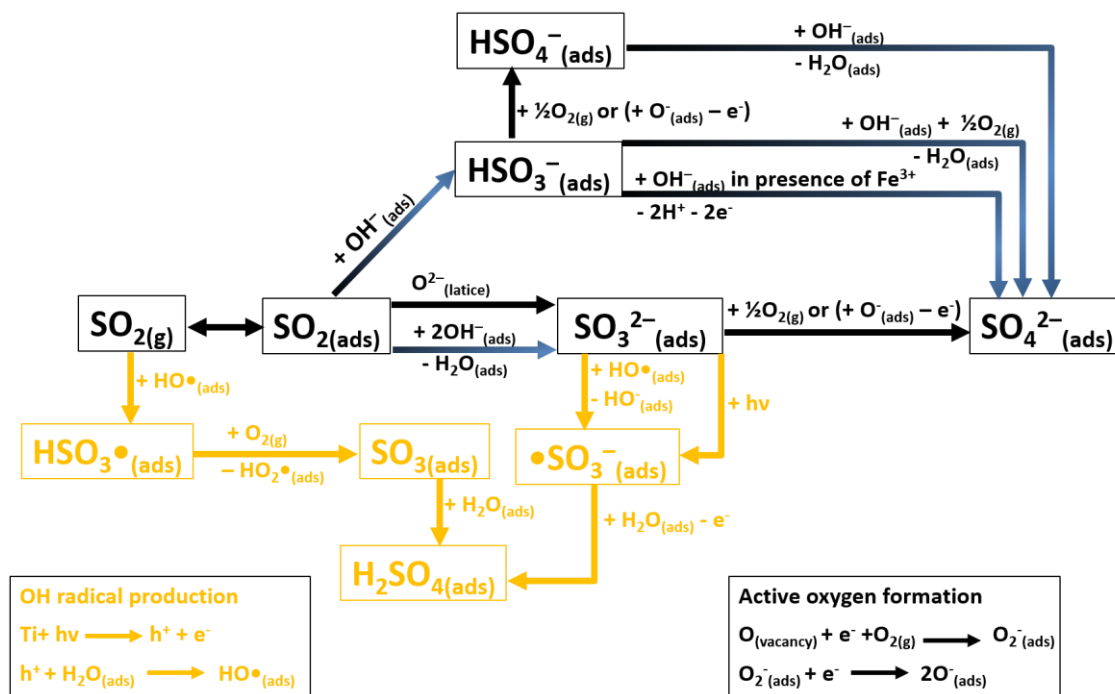 HSO₄⁻(ads)
+ OH⁻(ads)
- H₂O(ads)
+ ½O₂(g) or (+ O⁻(ads) – e⁻)
HSO₃⁻(ads)
+ OH⁻(ads) + ½O₂(g)
- H₂O(ads)
+ OH⁻(ads) in presence of Fe³⁺
- 2H⁺ - 2e⁻
+ OH⁻(ads)
SO₂(g)
SO₂(ads)
O²⁻(latice)
+ 2OH⁻(ads)
- H₂O(ads)
SO₃²⁻(ads)
+ ½O₂(g) or (+ O⁻(ads) – e⁻)
SO₄²⁻(ads)
+ HO●(ads)
+ HO●(ads)
- HO⁻(ads)
+ hν
HSO₃●(ads)
+ O₂(g)
– HO₂●(ads)
SO₃(ads)
●SO₃⁻(ads)
+ H₂O(ads)
+ H₂O(ads) - e⁻
H₂SO₄(ads)
OH radical production
Ti+ hν → h⁺ + e⁻
h⁺ + H₂O(ads) → HO●(ads)
Active oxygen formation
O(vacancy) + e⁻ +O₂(g) → O₂⁻(ads)
O₂⁻(ads) + e⁻ → 2O⁻(ads)